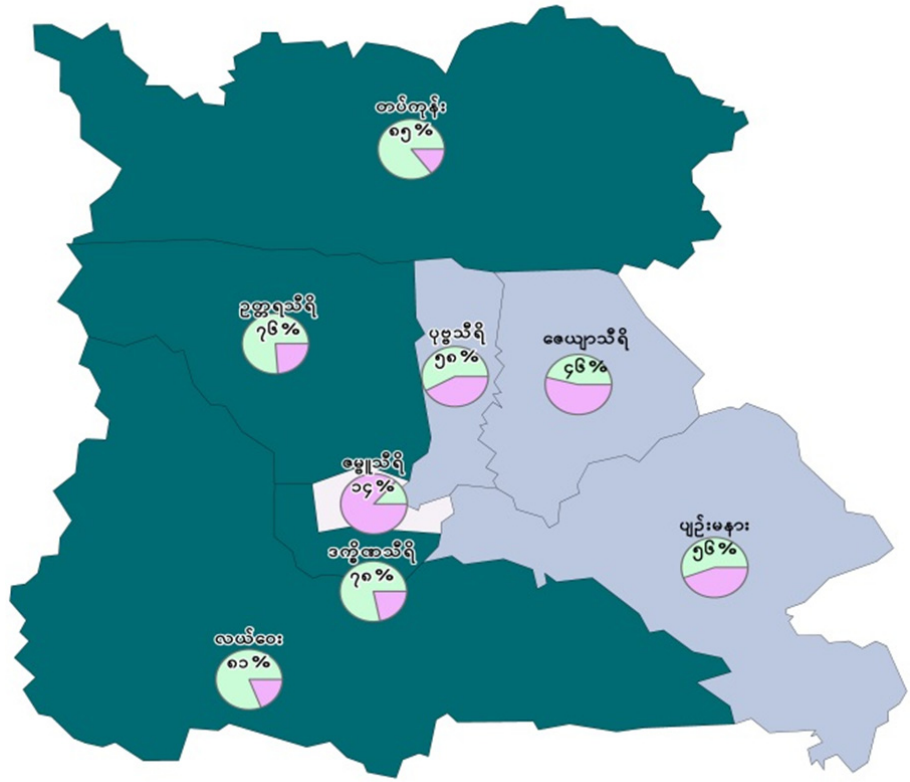 တပ်ကုန်း
၈၅%
ဥတ္တရသီရိ
၇၆%
ပုဗ္ဗသီရိ
၅၈%
ဇေယျာသီရိ
၄၆%
ဇမ္ဗူသီရိ
၁၄%
ပျဉ်းမနား
၅၆%
ဒက္ခိဏသီရိ
၇၈%
လယ်ဝေး
၈၁%